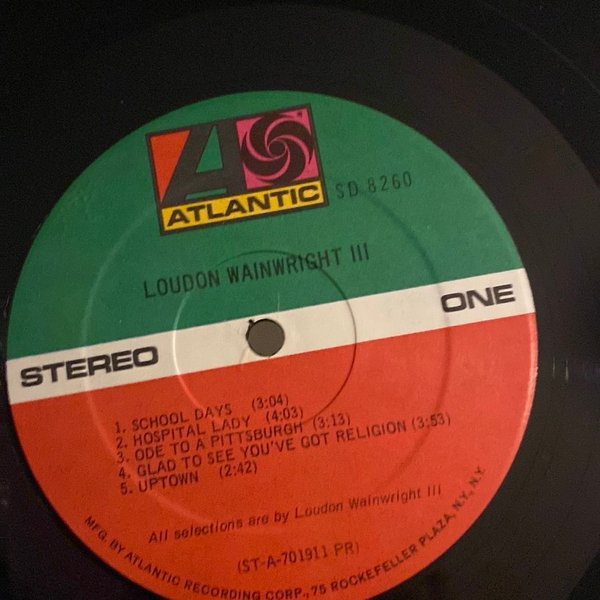 ATLANTIC
SD 8260
LOUDON WAINWRIGHT III
STEREO
ONE
1. SCHOOL DAYS (3:04)
2. HOSPITAL LADY (4:03)
3. ODE TO A PITTSBURGH (3:13)
4. GLAD TO SEE YOU'VE GOT RELIGION (3:53)
5. UPTOWN (2:42)
All selections are by Loudon Wainwright III
(ST-A-701911 PR)
MFG. BY ATLANTIC RECORDING CORP., 75 ROCKEFELLER PLAZA, N.Y., N.Y.